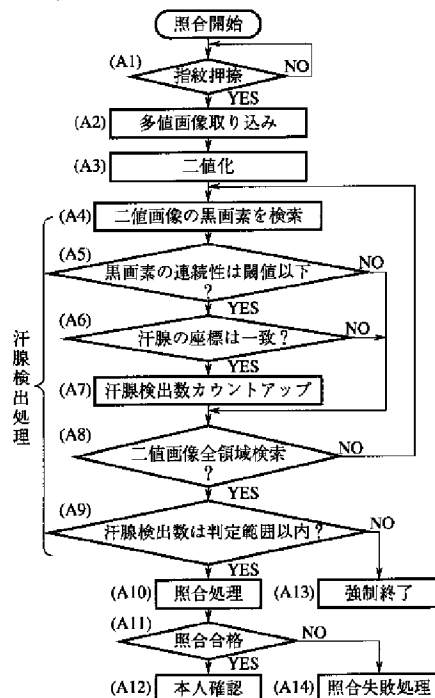 照合開始
(A1)
指紋押捺
NO
YES
(A2)
多値画像取り込み
(A3)
二値化
(A4)
二値画像の黒画素を検索
(A5)
黒画素の連続性は閾値以下
?
NO
YES
(A6)
汗腺の座標は一致?
NO
YES
(A7)
汗腺検出数カウントアップ
汗腺検出処理
(A8)
二値画像全領域検索
?
NO
YES
(A9)
汗腺検出数は判定範囲以内?
NO
YES
(A10)
照合処理
(A13)
強制終了
(A11)
照合合格
NO
YES
(A12)
本人確認
(A14)
照合失敗処理